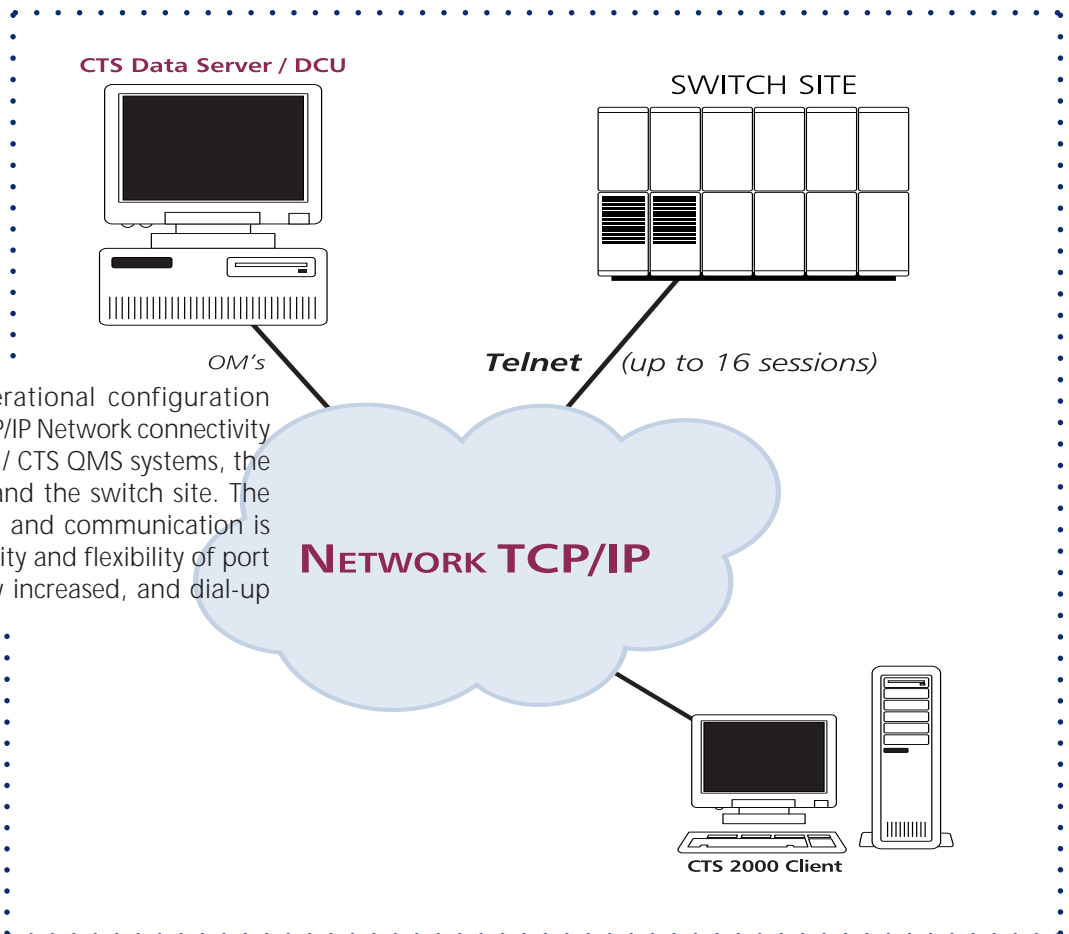 CTS Data Server / DCU
SWITCH SITE
OM's
Telnet (up to 16 sessions)
erational configuration
P/IP Network connectivity
/ CTS QMS systems, the
and the switch site. The
and communication is
ity and flexibility of port
increased, and dial-up
NETWORK TCP/IP
CTS 2000 Client